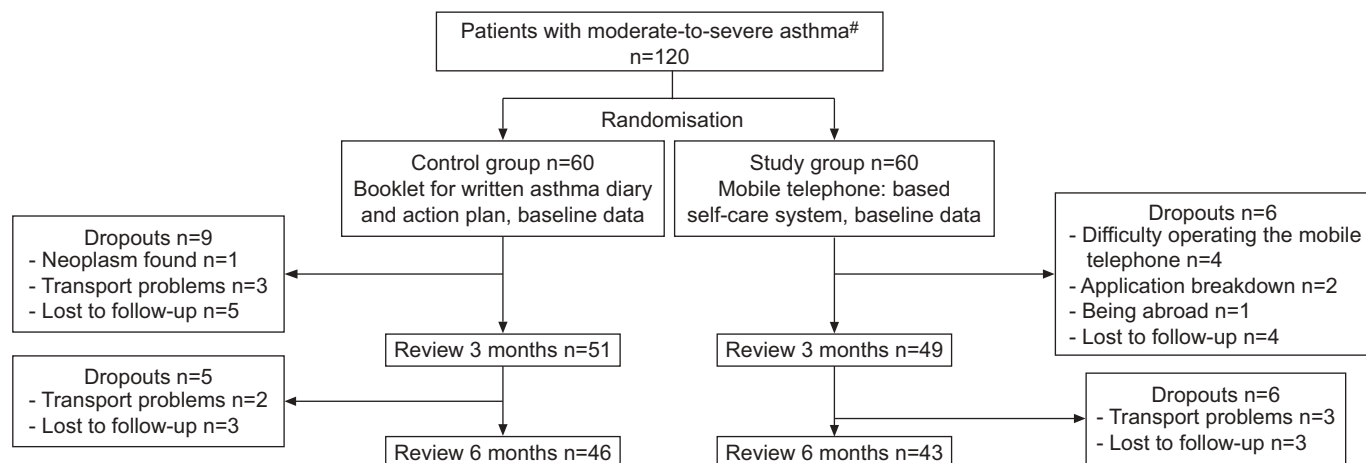 Patients with moderate-to-severe asthma#
n=120
Randomisation
Control group n=60
Booklet for written asthma diary
and action plan, baseline data
Study group n=60
Mobile telephone: based
self-care system, baseline data
Dropouts n=9
- Neoplasm found n=1
- Transport problems n=3
- Lost to follow-up n=5
Dropouts n=6
- Difficulty operating the mobile
telephone n=4
- Application breakdown n=2
- Being abroad n=1
- Lost to follow-up n=4
Review 3 months n=51
Review 3 months n=49
Dropouts n=5
- Transport problems n=2
- Lost to follow-up n=3
Dropouts n=6
- Transport problems n=3
- Lost to follow-up n=3
Review 6 months n=46
Review 6 months n=43